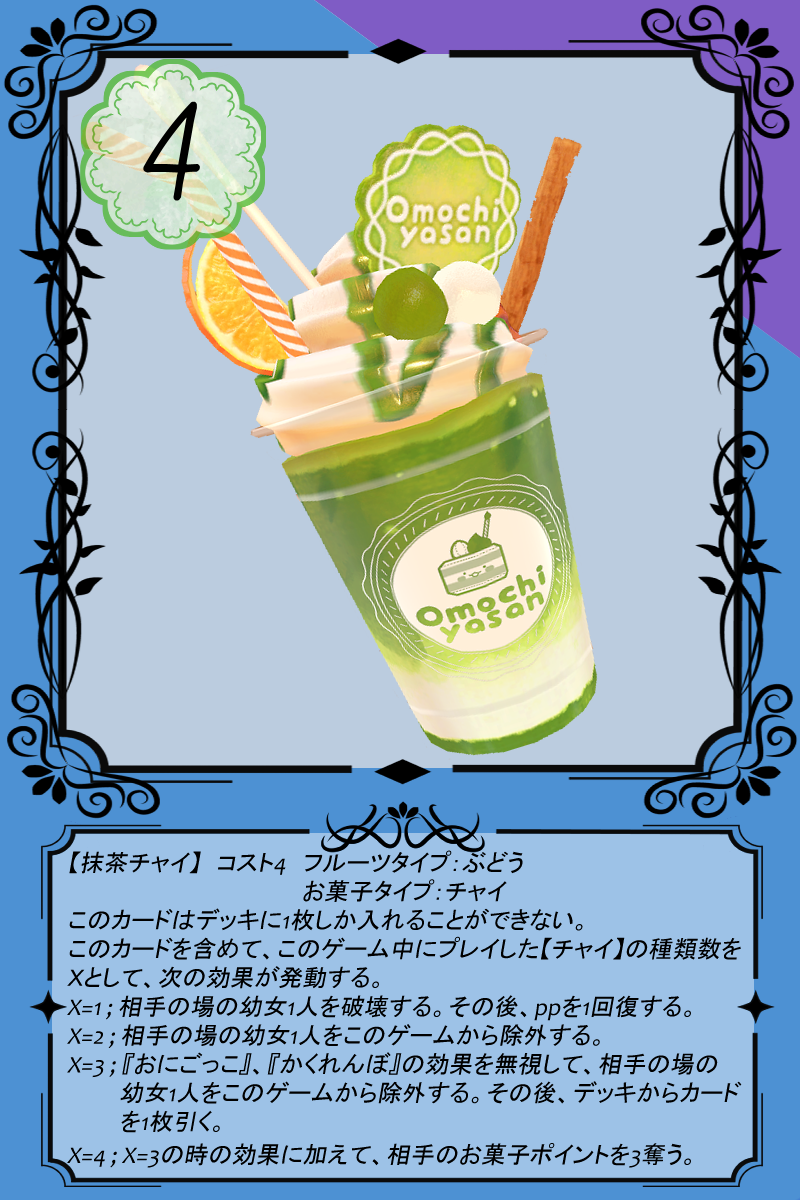 4
Omochi
yasan
Omochi
yasan
【抹茶チャイ】 コスト4 フルーツタイプ：ぶどう
お菓子タイプ：チャイ
このカードはデッキに1枚しか入れることができない。
このカードを含めて、このゲーム中にプレイした【チャイ】の種類数を
Xとして、次の効果が発動する。
X=1 ; 相手の場の幼女1人を破壊する。その後、ppを1回復する。
X=2 ; 相手の場の幼女1人をこのゲームから除外する。
X=3 ; 『おにごっこ』、『かくれんぼ』の効果を無視して、相手の場の
幼女1人をこのゲームから除外する。その後、デッキからカード
を1枚引く。
X=4 ; X=3の時の効果に加えて、相手のお菓子ポイントを3奪う。